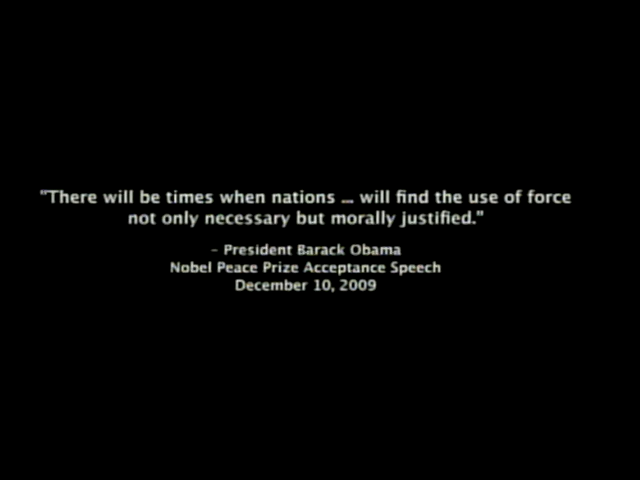 "There will be times when nations ... will find the use of force
not only necessary but morally justified."
- President Barack Obama
Nobel Peace Prize Acceptance Speech
December 10, 2009